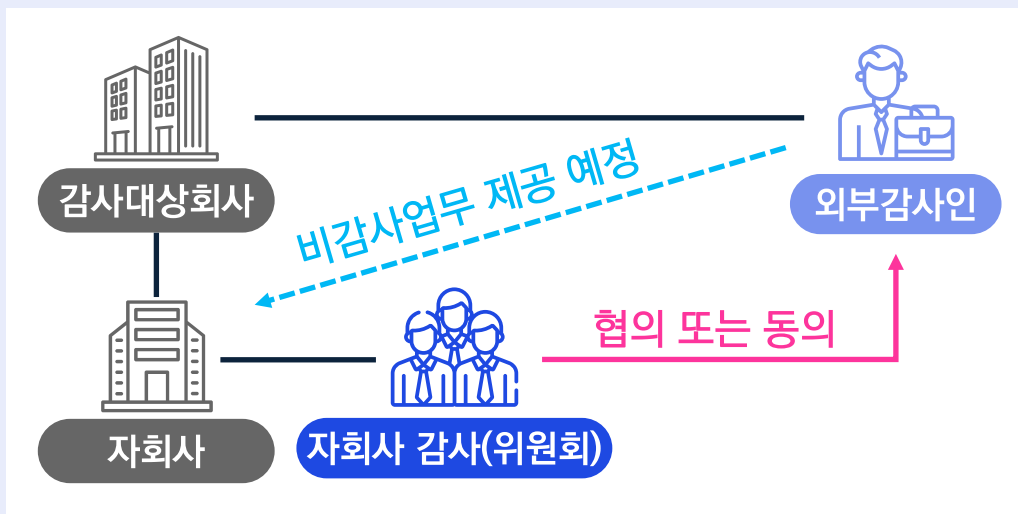 감사대상회사
외부감사인
비감사업무 제공 예정
협의 또는 동의
자회사
자회사 감사(위원회)